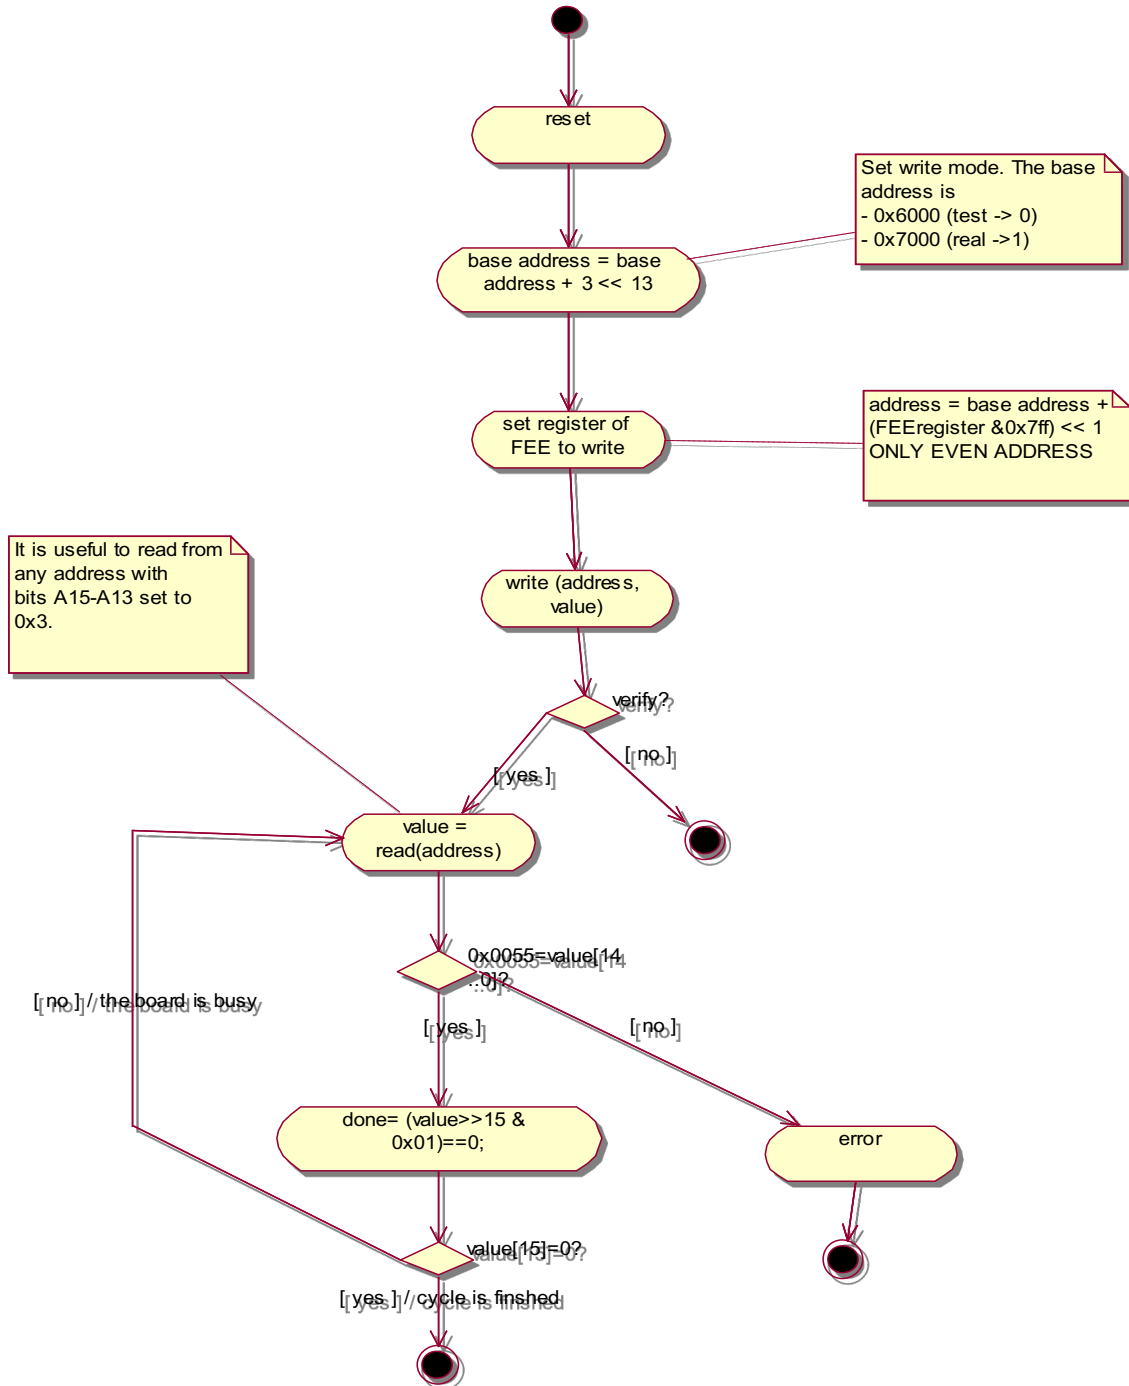 reset
Set write mode. The base
address is
- 0x6000 (test -> 0)
- 0x7000 (real ->1)
base address = base
address + 3 << 13
address = base address +
(FEEregister &0x7ff) << 1
ONLY EVEN ADDRESS
set register of
FEE to write
It is useful to read from
any address with
bits A15-A13 set to
0x3.
write (address,
value)
verify?
[ no ]
[ yes ]
value =
read(address)
0x0055=value[14
..0]?
[ no ] / the board is busy
[ yes ]
[ no ]
done= (value>>15 &
0x01)==0;
error
value[15]=0?
[ yes ] / cycle is finshed